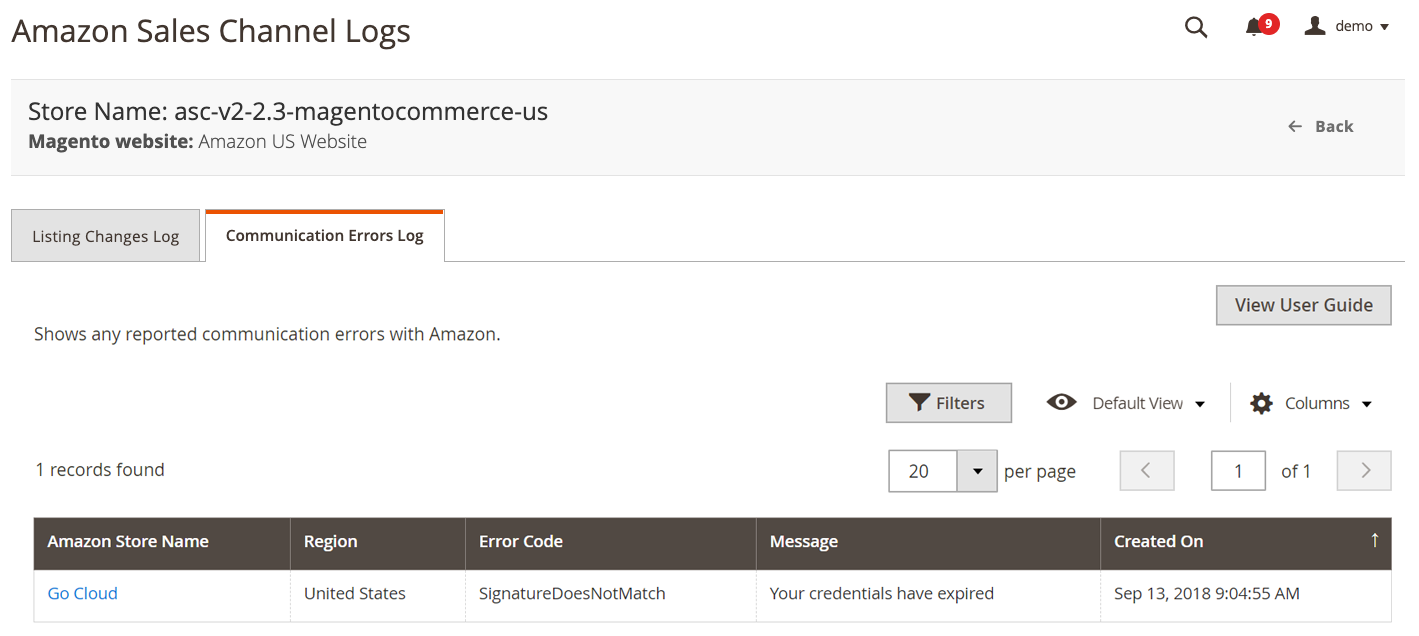 Amazon Sales Channel Logs
9
demo
Store Name: asc-v2-2.3-magentocommerce-us
Magento website: Amazon US Website
Back
Listing Changes Log
Communication Errors Log
View User Guide
Shows any reported communication errors with Amazon.
Filters
Default View
Columns
1 records found
20
per page
1
of 1
Amazon Store Name Region Error Code Message Created On ↑
Go Cloud United States SignatureDoesNotMatch Your credentials have expired Sep 13, 2018 9:04:55 AM